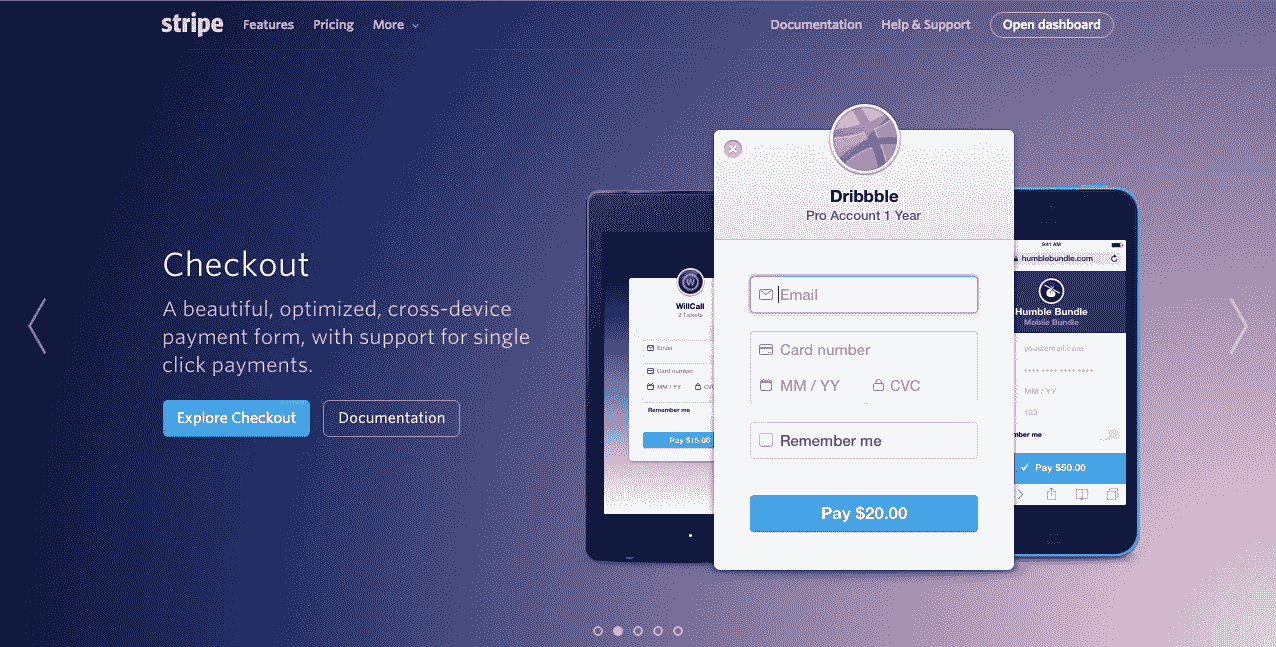 stripe Features Pricing More Documentation Help & Support Open dashboard
Checkout
A beautiful, optimized, cross-device
payment form, with support for single
click payments.
Explore Checkout Documentation
W
WillCall
2 Tickets
Email
Card number
MM / YY CVC
Remember me
Pay $15.00
Dribbble
Pro Account 1 Year
Email
Card number
MM / YY CVC
Remember me
Pay $20.00
9:41 AM
humblebundle.com
Humble Bundle
Mobile Bundle
you@email.com
MM / YY
123
mber me
Pay $50.00